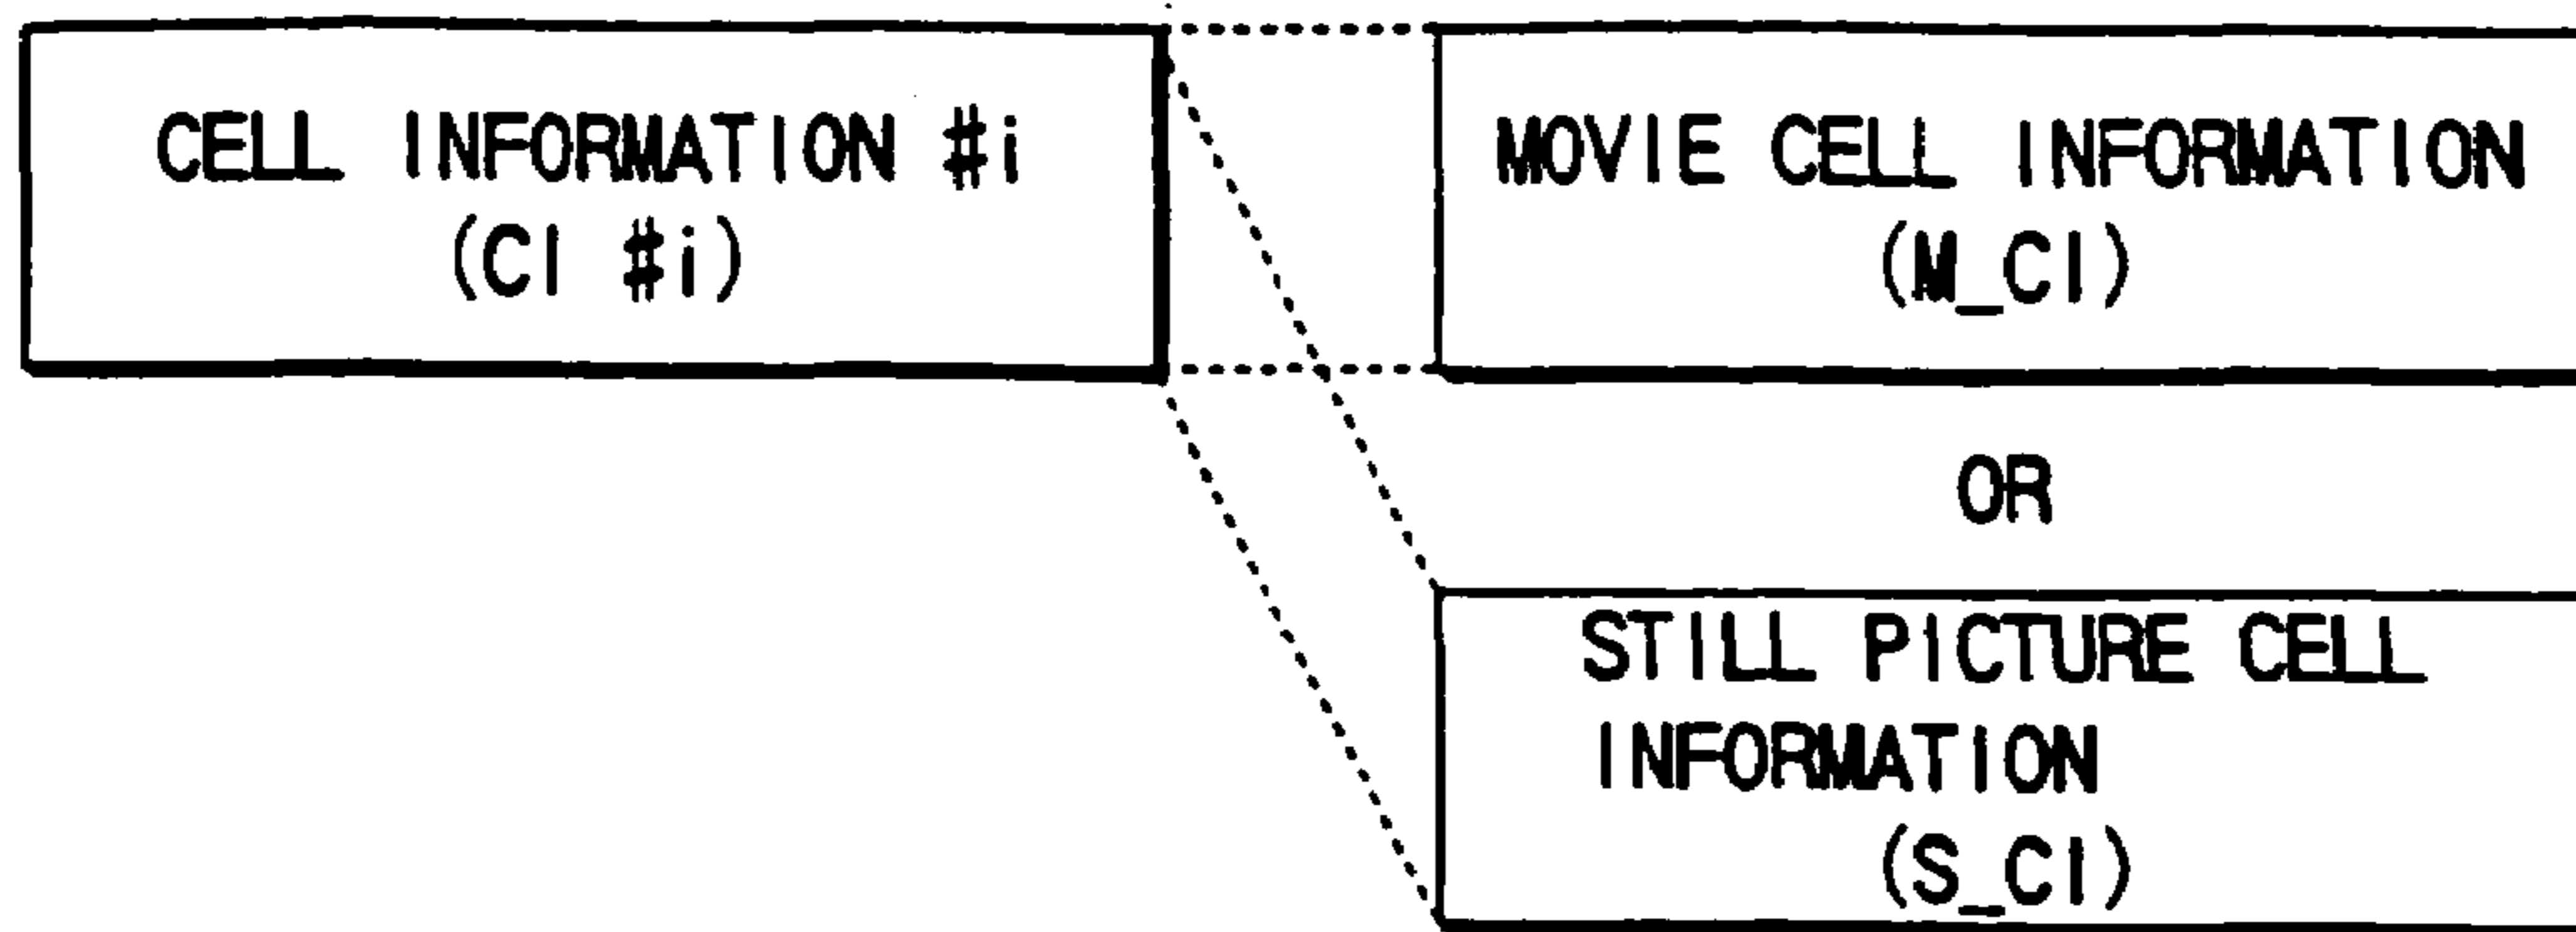 CELL INFORMATION #i
(CI #i)
MOVIE CELL INFORMATION
(M_CI)
OR
STILL PICTURE CELL
INFORMATION
(S_CI)